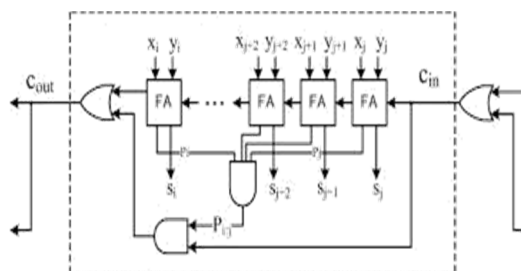 x_i y_i x_{j+2} y_{j+2} x_{j+1} y_{j+1} x_j y_j
c_out FA ... FA FA FA c_in
P_i P_j
s_i s_{j+2} s_{j+1} s_j
P_{i:j}